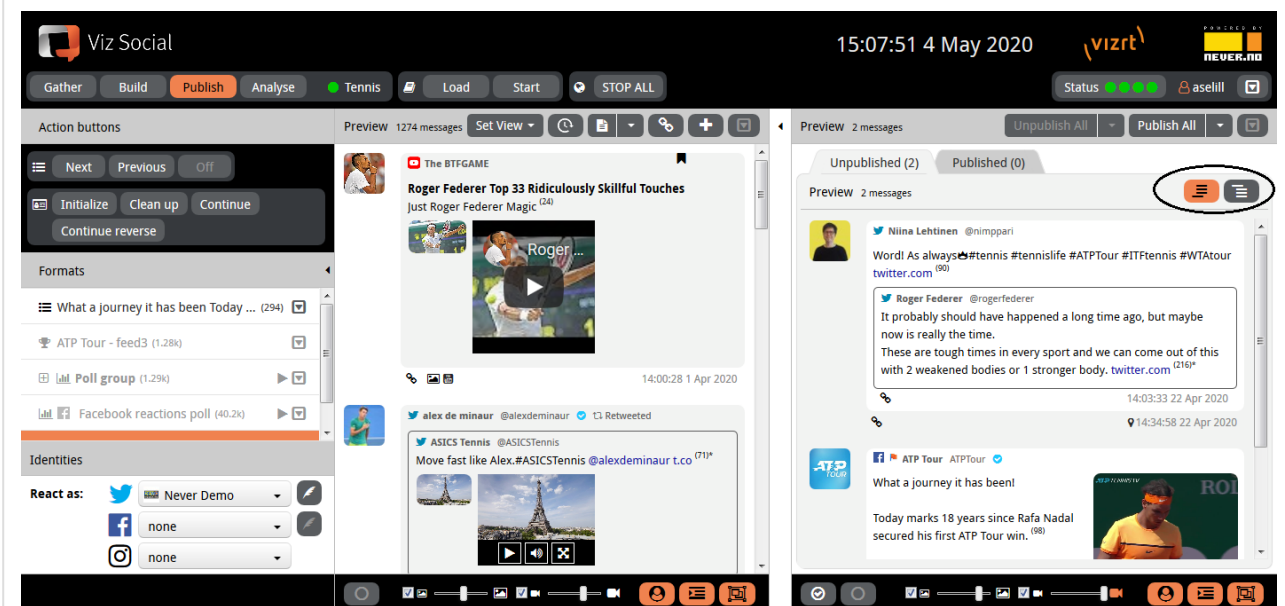 Viz Social
15:07:51 4 May 2020
vizrt
POWERED BY
NEVER.NO
Gather Build Publish Analyse Tennis Load Start STOP ALL
Status aselill
Action buttons
Next Previous Off
Initialize Clean up Continue
Continue reverse
Formats
What a journey it has been Today ... (294)
ATP Tour - feed3 (1.28k)
Poll group (1.29k)
Facebook reactions poll (40.2k)
Identities
React as: Never Demo
none
none
Preview 1274 messages Set View
The BTFGAME
Roger Federer Top 33 Ridiculously Skillful Touches
Just Roger Federer Magic (24)
Roger ...
14:00:28 1 Apr 2020
alex de minaur @alexdeminaur Retweeted
ASICS Tennis @ASICSTennis
Move fast like Alex.#ASICSTennis @alexdeminaur t.co (71)*
Preview 2 messages Unpublish All Publish All
Unpublished (2) Published (0)
Preview 2 messages
Niina Lehtinen @nimppari
Word! As always#tennis #tennislife #ATPTour #ITFtennis #WTAtour
twitter.com (90)
Roger Federer @rogerfederer
It probably should have happened a long time ago, but maybe
now is really the time.
These are tough times in every sport and we can come out of this
with 2 weakened bodies or 1 stronger body. twitter.com (216)*
14:03:33 22 Apr 2020
14:34:58 22 Apr 2020
ATP
TOUR
ATP Tour ATPTour
What a journey it has been!
Today marks 18 years since Rafa Nadal
secured his first ATP Tour win. (98)
ROL